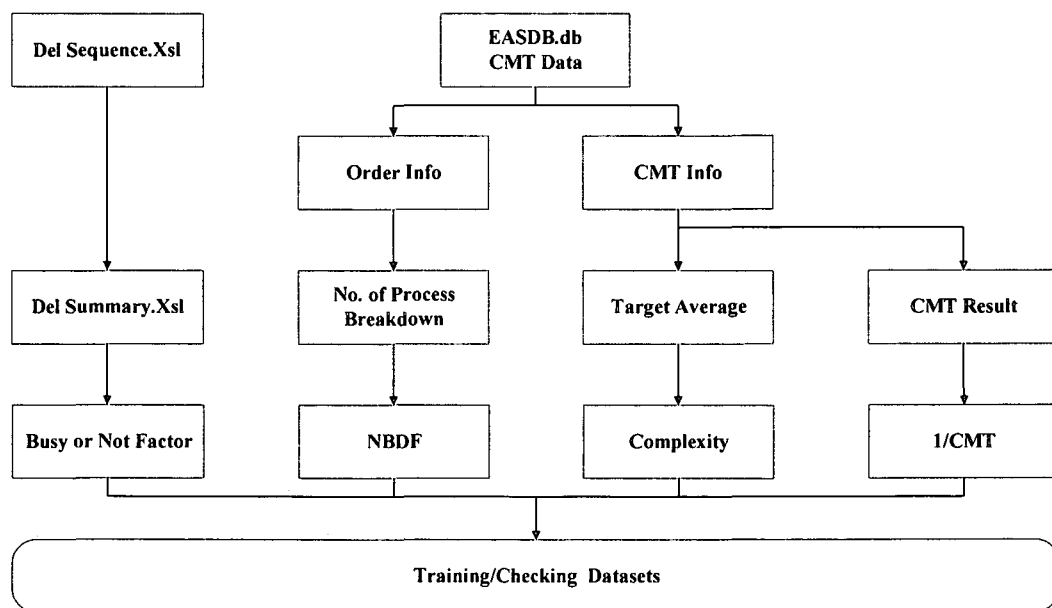 Del Sequence.Xsl
EASDB.db
CMT Data
Order Info
CMT Info
Del Summary.Xsl
No. of Process
Breakdown
Target Average
CMT Result
Busy or Not Factor
NBDF
Complexity
1/CMT
Training/Checking Datasets